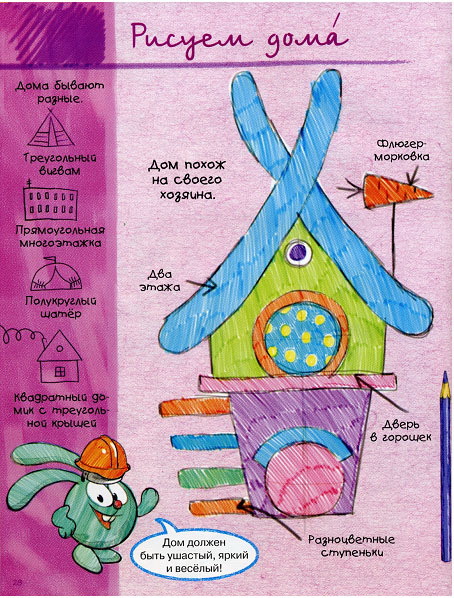 Рисуем дома́
Дома бывают
разные.
Треугольный
вигвам
Прямоугольная
многоэтажка
Полукруглый
шатёр
Квадратный до-
мик с треуголь-
ной крышей
Дом похож
на своего
хозяина.
Флюгер-
морковка
Два
этажа
Дверь
в горошек
Разноцветные
ступеньки
Дом должен
быть ушастый, яркий
и весёлый!
28